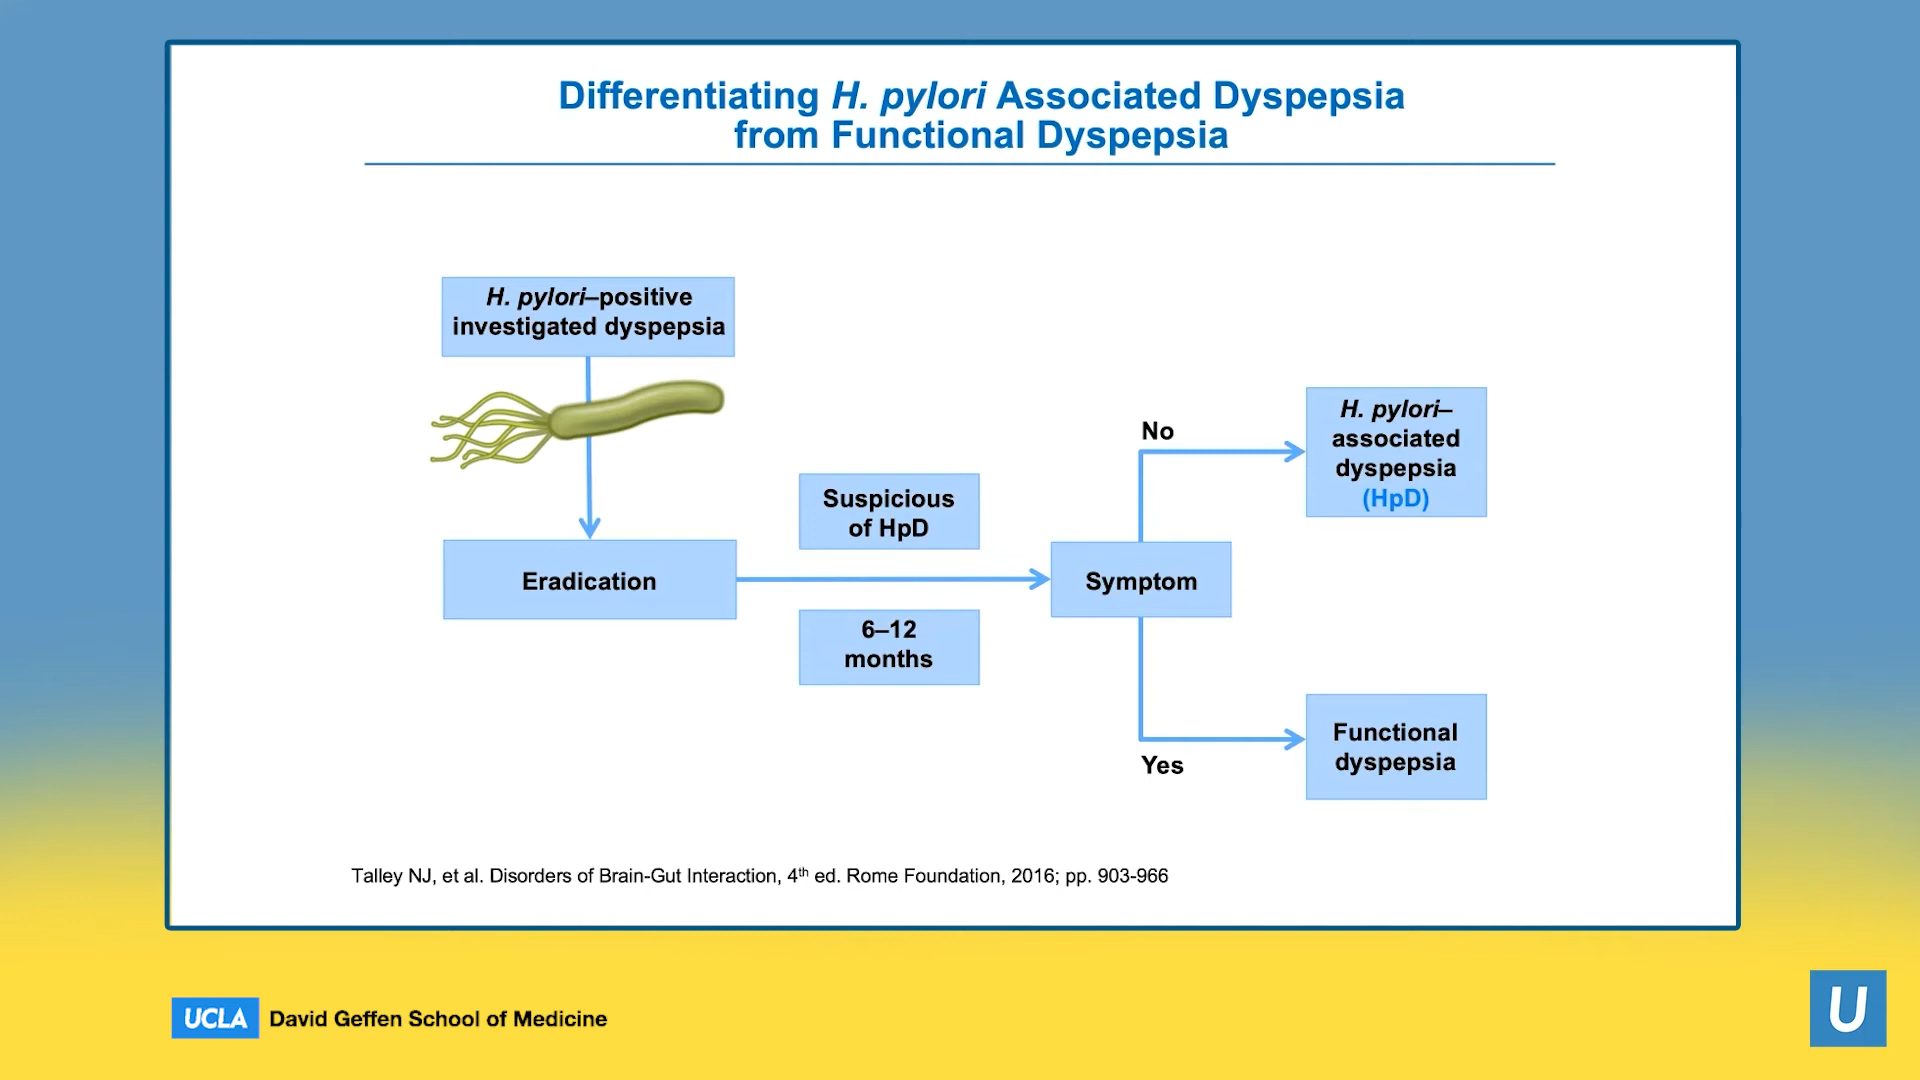 Differentiating H. pylori Associated Dyspepsia
from Functional Dyspepsia
H. pylori–positive
investigated dyspepsia
Eradication
Suspicious
of HpD
6–12
months
Symptom
No
H. pylori–
associated
dyspepsia
(HpD)
Yes
Functional
dyspepsia
Talley NJ, et al. Disorders of Brain-Gut Interaction, 4th ed. Rome Foundation, 2016; pp. 903-966
UCLA David Geffen School of Medicine
U